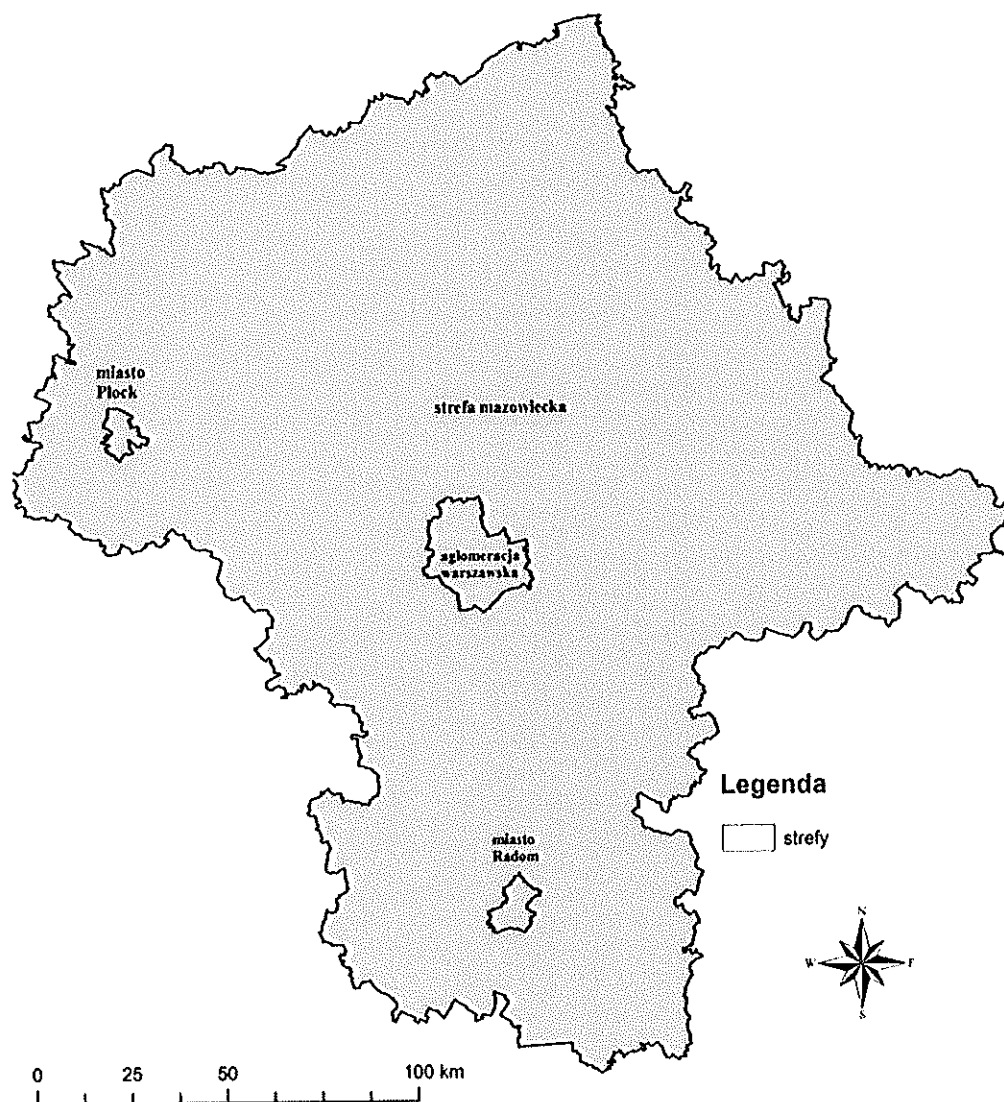 miasto
Płock
strefa mazowiecka
aglomeracja
warszawska
Legenda
strefy
miasto
Radom
N
W E
S
0 25 50 100 km